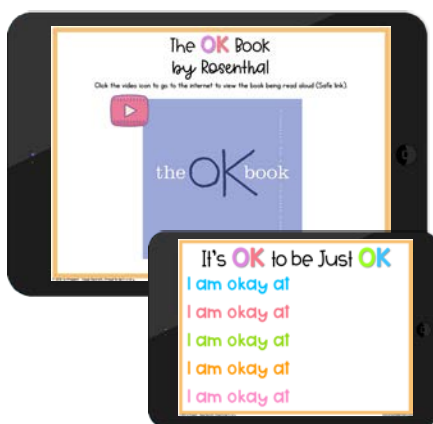 The OK Book
by Rosenthal
Click the video icon to go to the internet to view the book being read aloud (Safe link).
the OK book
It's OK to be Just OK
I am okay at
I am okay at
I am okay at
I am okay at
I am okay at